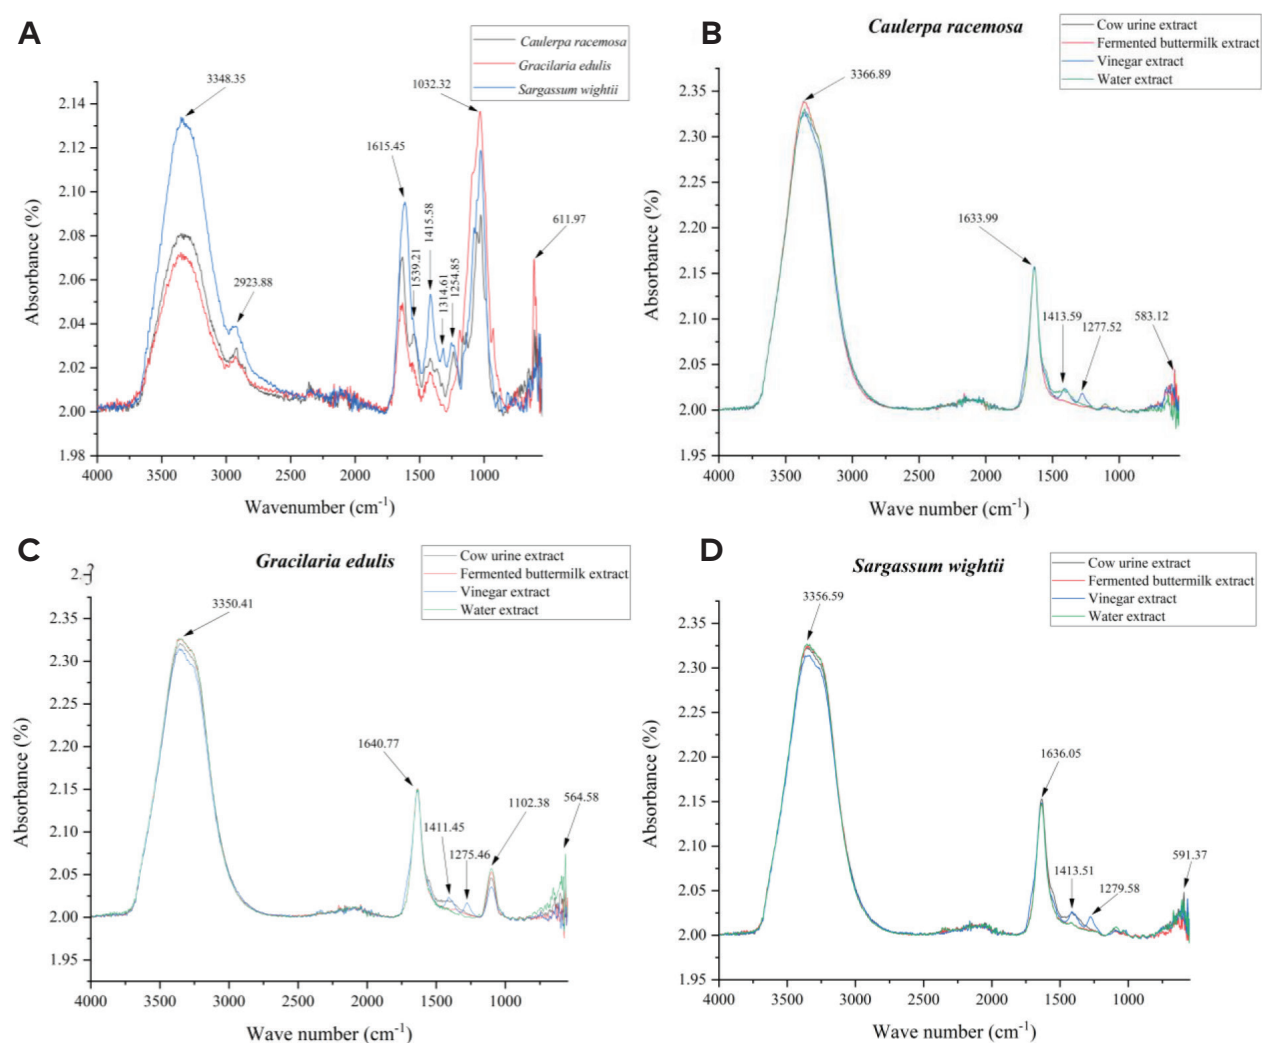 A
Caulerpa racemosa
Gracilaria edulis
Sargassum wightii
3348.35
1032.32
2923.88
1615.45
1539.21
1415.58
1314.61
1254.85
611.97
Absorbance (%)
2.14
2.12
2.10
2.08
2.06
2.04
2.02
2.00
1.98
4000 3500 3000 2500 2000 1500 1000
Wavenumber (cm-1)
B
Caulerpa racemosa
Cow urine extract
Fermented buttermilk extract
Vinegar extract
Water extract
3366.89
1633.99
1413.59
1277.52
583.12
Absorbance (%)
2.35
2.30
2.25
2.20
2.15
2.10
2.05
2.00
1.95
4000 3500 3000 2500 2000 1500 1000
Wave number (cm-1)
C
Gracilaria edulis
Cow urine extract
Fermented buttermilk extract
Vinegar extract
Water extract
3350.41
1640.77
1411.45
1275.46
1102.38
564.58
Absorbance (%)
2.35
2.30
2.25
2.20
2.15
2.10
2.05
2.00
1.95
4000 3500 3000 2500 2000 1500 1000
Wave number (cm-1)
D
Sargassum wightii
Cow urine extract
Fermented buttermilk extract
Vinegar extract
Water extract
3356.59
1636.05
1413.51
1279.58
591.37
Absorbance (%)
2.35
2.30
2.25
2.20
2.15
2.10
2.05
2.00
1.95
4000 3500 3000 2500 2000 1500 1000
Wave number (cm-1)